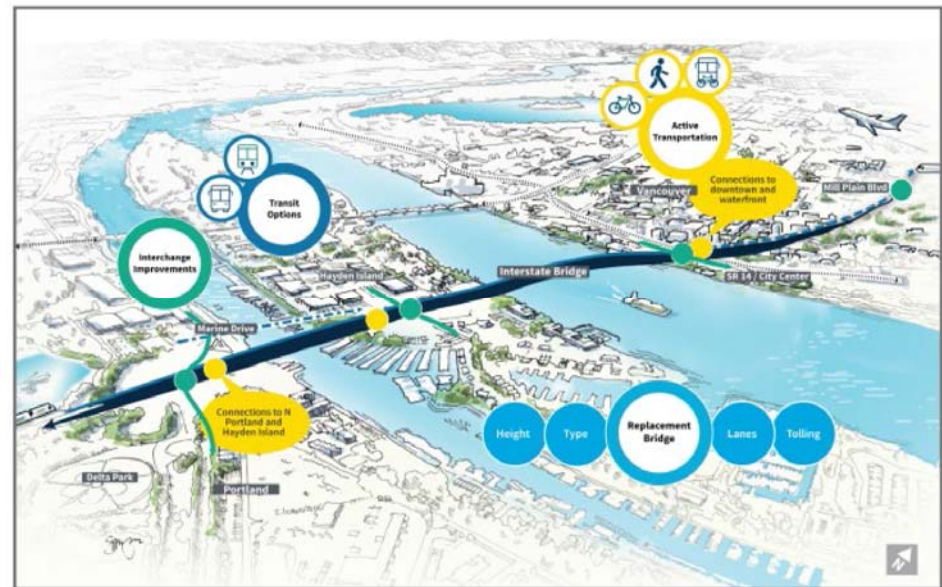 Active
Transportation
Connections to
downtown and
waterfront
Vancouver
Mill Plain Blvd
Transit
Options
Interchange
Improvements
Hayden Island
Interstate Bridge
SR 14 / City Center
Marine Drive
Connections to N
Portland and
Hayden Island
Height
Type
Replacement
Bridge
Lanes
Tolling
Delta Park
Portland
N